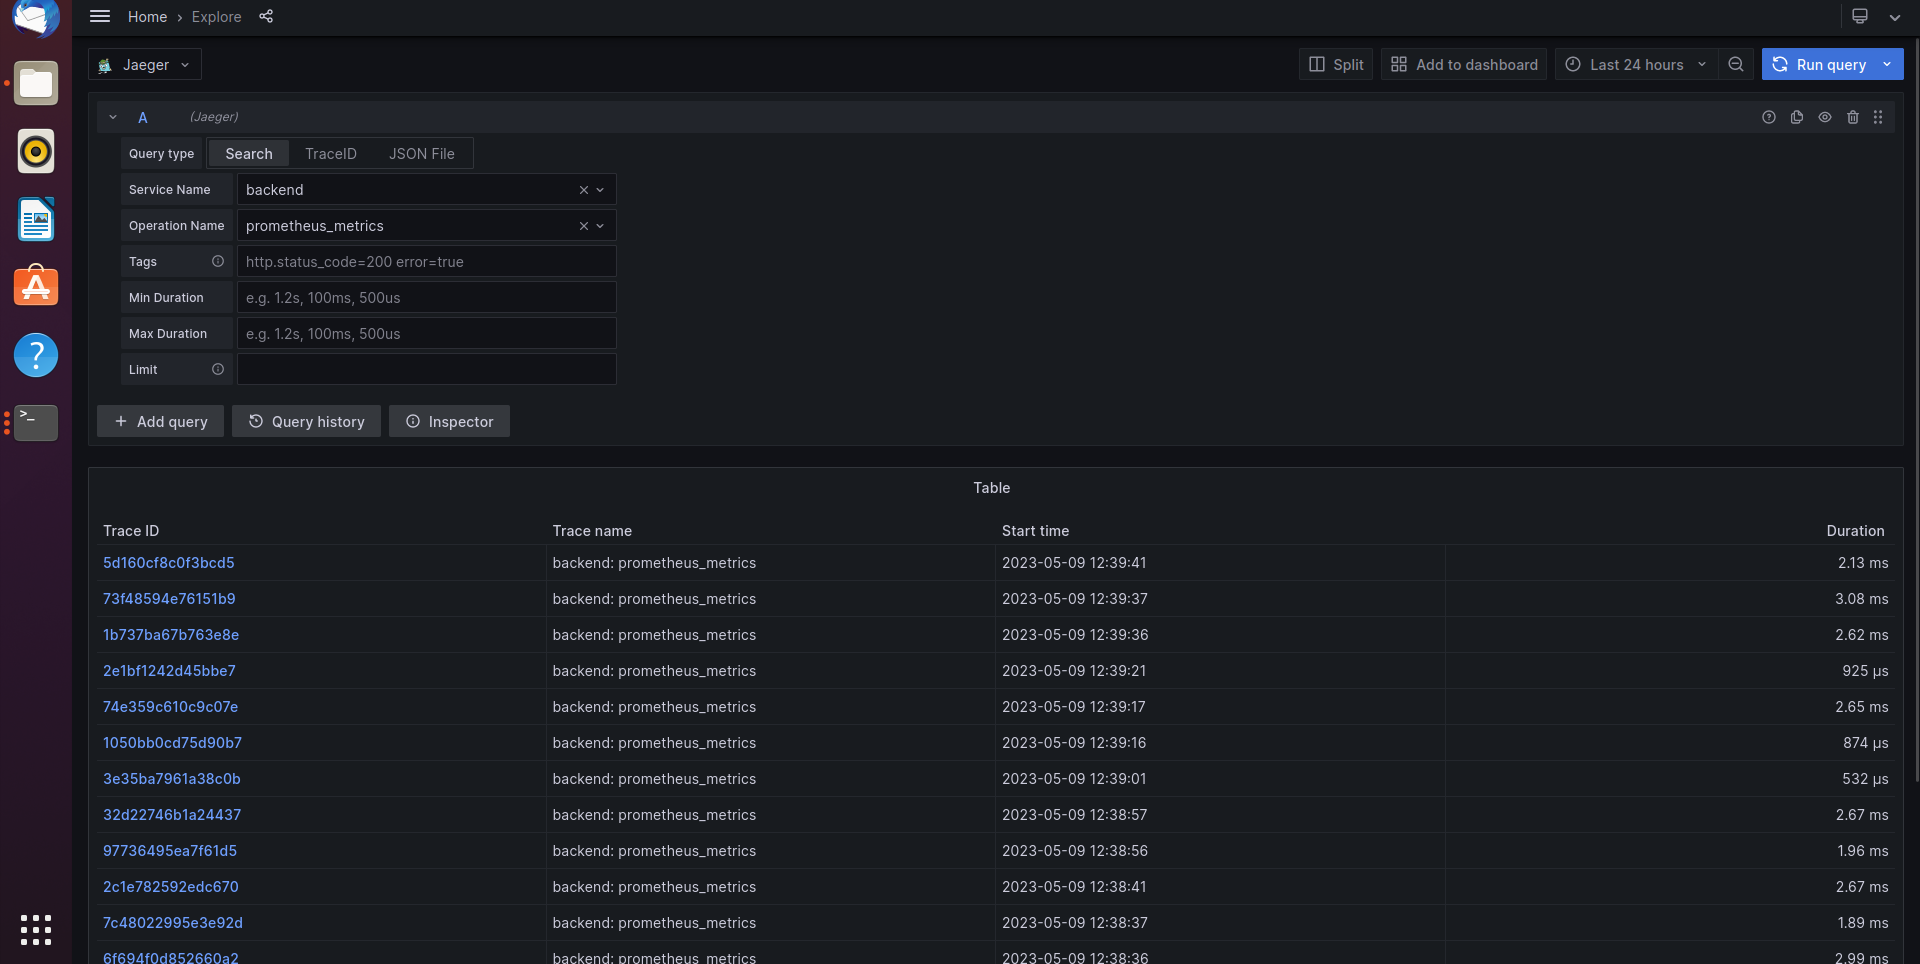 Home › Explore
Jaeger
Split
Add to dashboard
Last 24 hours
Run query
A (Jaeger)
Query type Search TraceID JSON File
Service Name backend
Operation Name prometheus_metrics
Tags http.status_code=200 error=true
Min Duration e.g. 1.2s, 100ms, 500us
Max Duration e.g. 1.2s, 100ms, 500us
Limit
+ Add query Query history Inspector
Table
Trace ID Trace name Start time Duration
5d160cf8c0f3bcd5 backend: prometheus_metrics 2023-05-09 12:39:41 2.13 ms
73f48594e76151b9 backend: prometheus_metrics 2023-05-09 12:39:37 3.08 ms
1b737ba67b763e8e backend: prometheus_metrics 2023-05-09 12:39:36 2.62 ms
2e1bf1242d45bbe7 backend: prometheus_metrics 2023-05-09 12:39:21 925 µs
74e359c610c9c07e backend: prometheus_metrics 2023-05-09 12:39:17 2.65 ms
1050bb0cd75d90b7 backend: prometheus_metrics 2023-05-09 12:39:16 874 µs
3e35ba7961a38c0b backend: prometheus_metrics 2023-05-09 12:39:01 532 µs
32d22746b1a24437 backend: prometheus_metrics 2023-05-09 12:38:57 2.67 ms
97736495ea7f61d5 backend: prometheus_metrics 2023-05-09 12:38:56 1.96 ms
2c1e782592edc670 backend: prometheus_metrics 2023-05-09 12:38:41 2.67 ms
7c48022995e3e92d backend: prometheus_metrics 2023-05-09 12:38:37 1.89 ms
6f694f0d852660a2 backend: prometheus_metrics 2023-05-09 12:38:36 2.99 ms